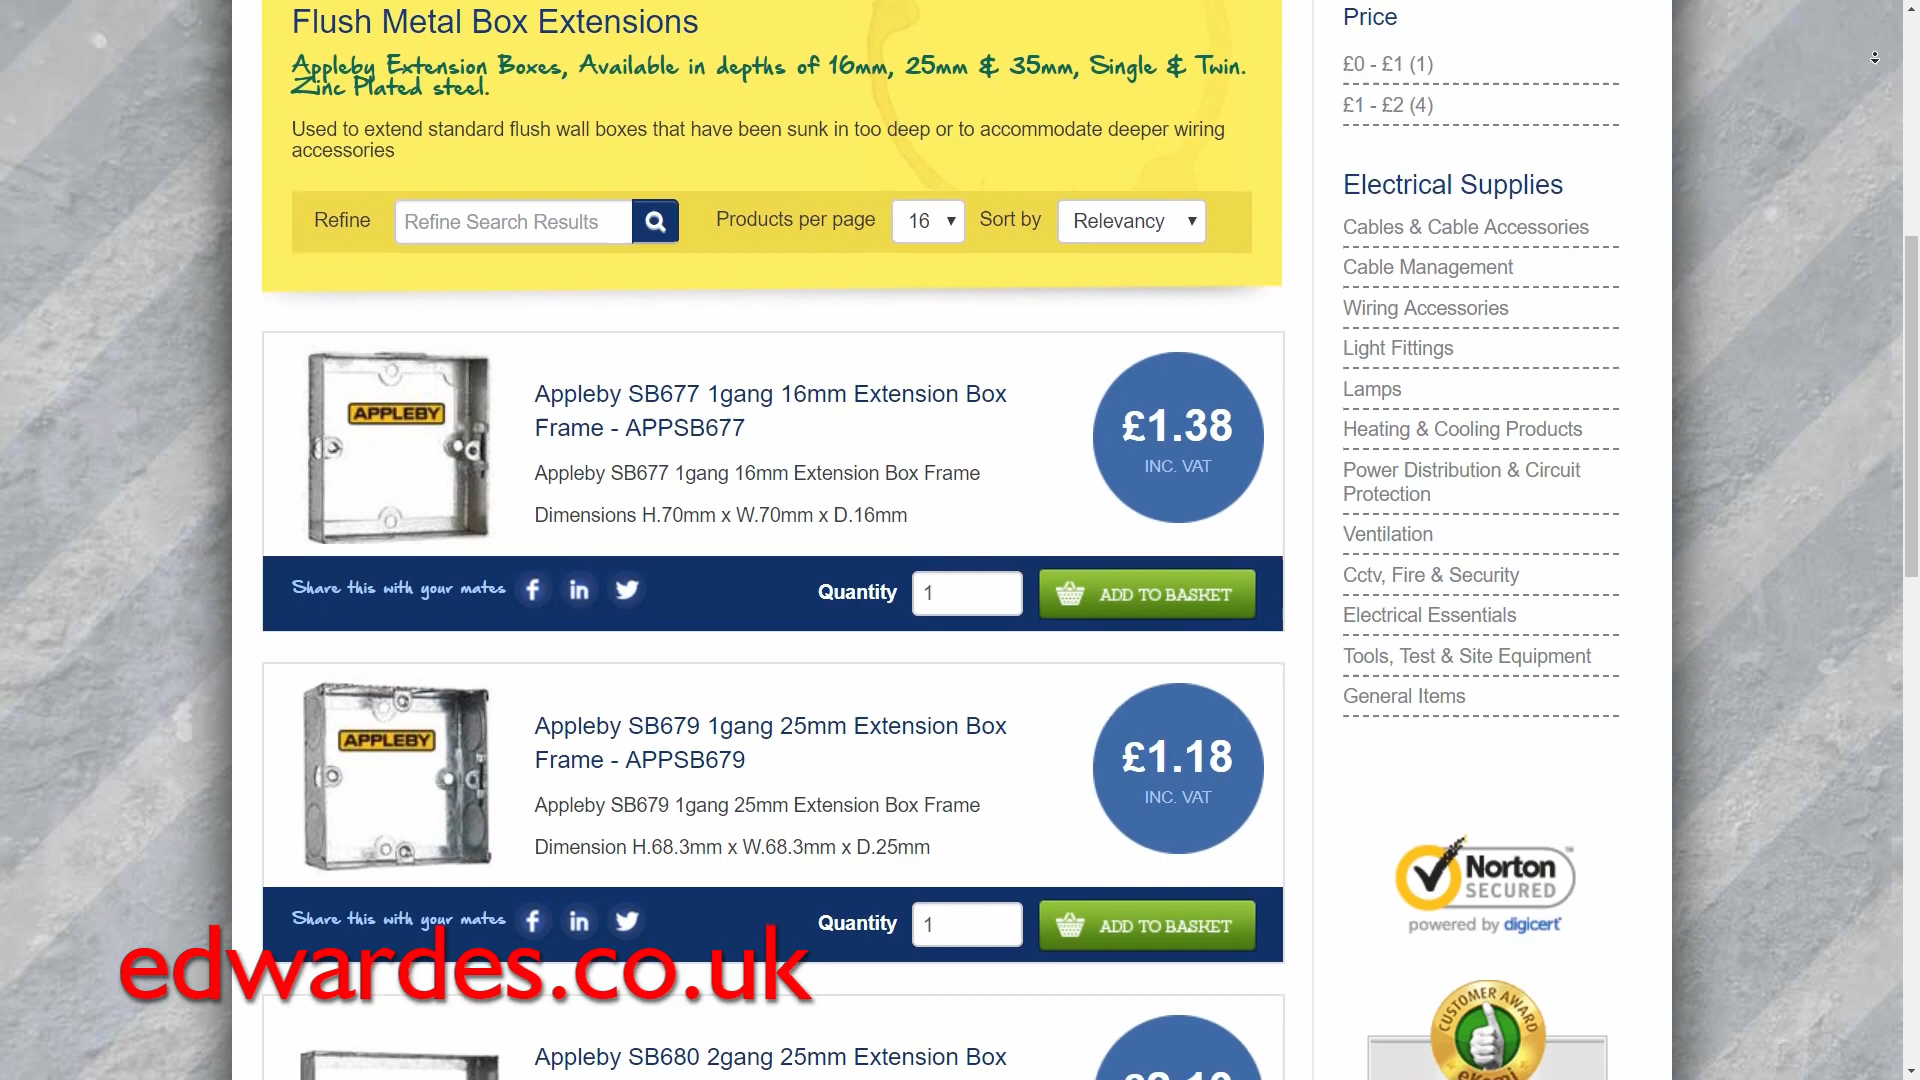 Flush Metal Box Extensions
Appleby Extension Boxes, Available in depths of 16mm, 25mm & 35mm, Single & Twin.
Zinc Plated steel.
Used to extend standard flush wall boxes that have been sunk in too deep or to accommodate deeper wiring
accessories
Refine
Refine Search Results
Products per page
16
Sort by
Relevancy
APPLEBY
Appleby SB677 1gang 16mm Extension Box
Frame - APPSB677
Appleby SB677 1gang 16mm Extension Box Frame
Dimensions H.70mm x W.70mm x D.16mm
£1.38
INC. VAT
Share this with your mates
Quantity
1
ADD TO BASKET
APPLEBY
Appleby SB679 1gang 25mm Extension Box
Frame - APPSB679
Appleby SB679 1gang 25mm Extension Box Frame
Dimension H.68.3mm x W.68.3mm x D.25mm
£1.18
INC. VAT
Share this with your mates
Quantity
1
ADD TO BASKET
edwardes.co.uk
Appleby SB680 2gang 25mm Extension Box
Price
£0 - £1 (1)
£1 - £2 (4)
Electrical Supplies
Cables & Cable Accessories
Cable Management
Wiring Accessories
Light Fittings
Lamps
Heating & Cooling Products
Power Distribution & Circuit
Protection
Ventilation
Cctv, Fire & Security
Electrical Essentials
Tools, Test & Site Equipment
General Items
Norton
SECURED
powered by digicert
CUSTOMER AWARD
eKomi